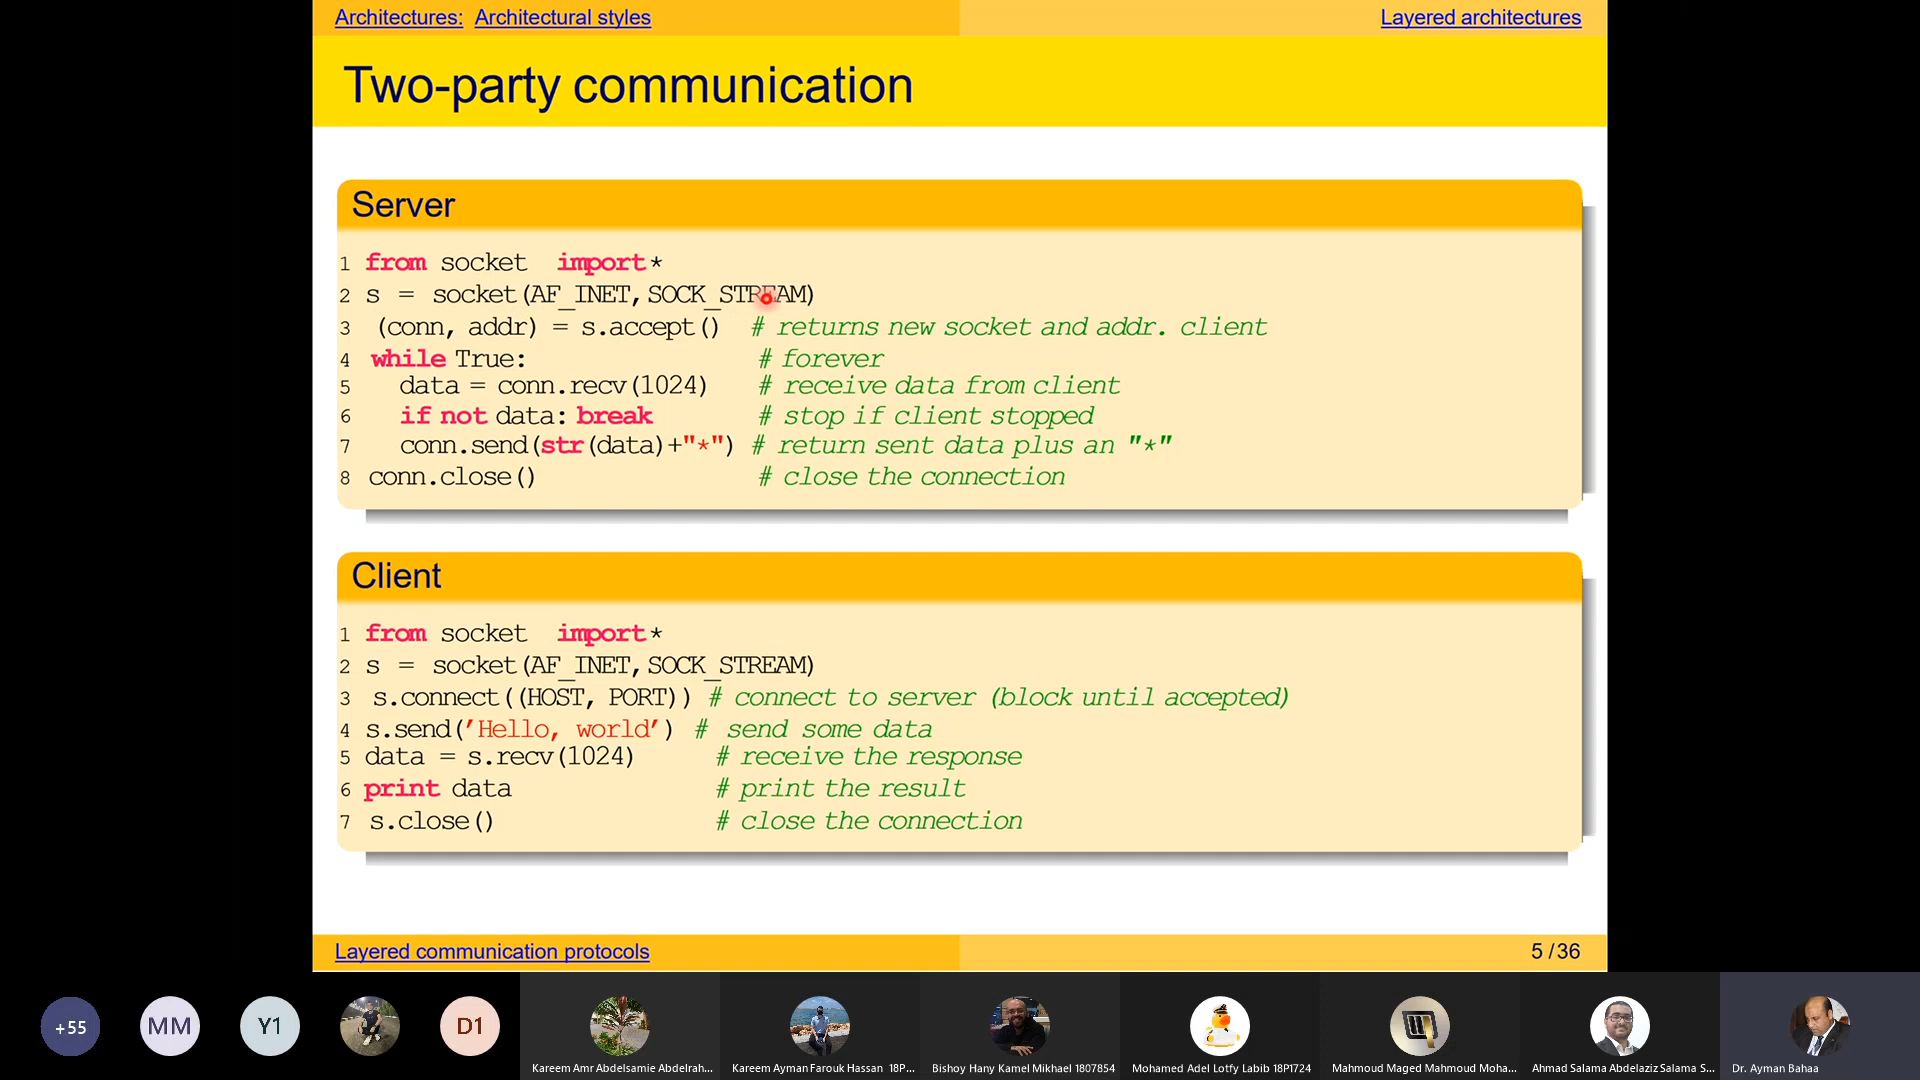 Architectures: Architectural styles
Layered architectures
Two-party communication
Server
1 from socket import*
2 s = socket(AF_INET,SOCK_STREAM)
3 (conn, addr) = s.accept() # returns new socket and addr. client
4 while True: # forever
5 data = conn.recv(1024) # receive data from client
6 if not data: break # stop if client stopped
7 conn.send(str(data)+"*") # return sent data plus an "*"
8 conn.close() # close the connection
Client
1 from socket import*
2 s = socket(AF_INET,SOCK_STREAM)
3 s.connect((HOST, PORT)) # connect to server (block until accepted)
4 s.send('Hello, world') # send some data
5 data = s.recv(1024) # receive the response
6 print data # print the result
7 s.close() # close the connection
Layered communication protocols
5 / 36
+55
MM
Y1
D1
Kareem Amr Abdelsamie Abdelrah...
Kareem Ayman Farouk Hassan 18P...
Bishoy Hany Kamel Mikhael 1807854
Mohamed Adel Lotfy Labib 18P1724
Mahmoud Maged Mahmoud Moha...
Ahmad Salama Abdelaziz Salama S...
Dr. Ayman Bahaa